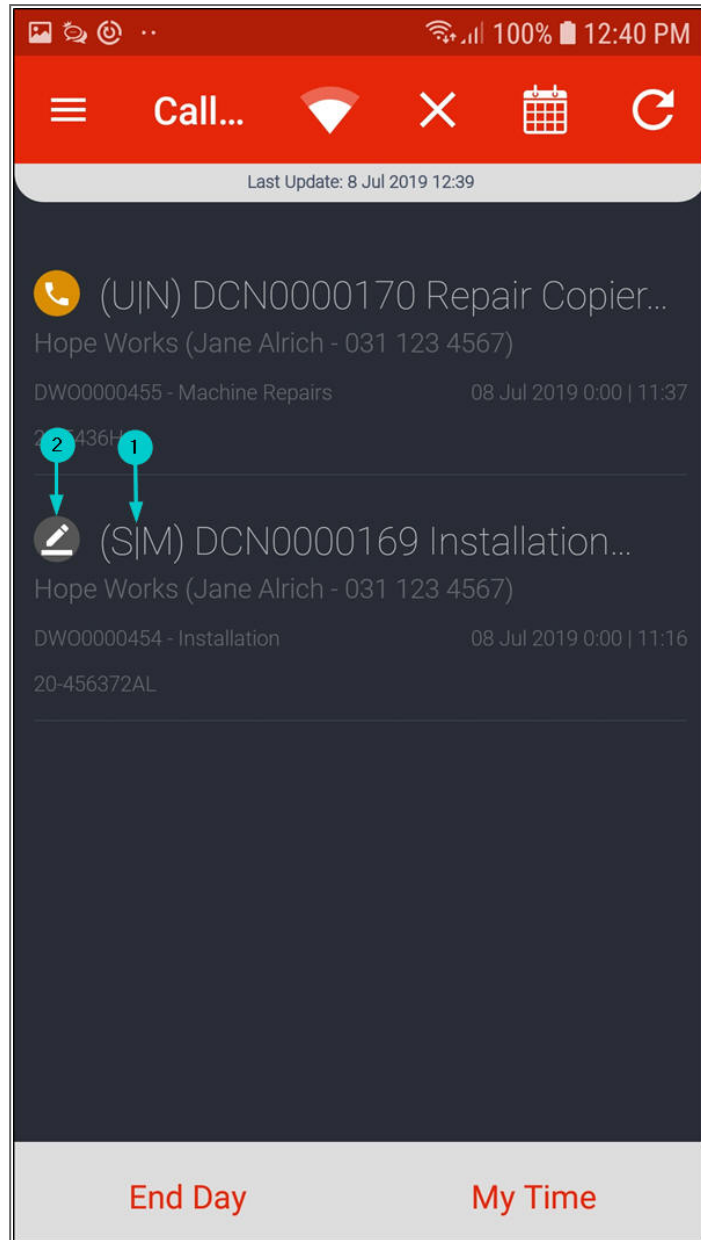 100% 12:40 PM
Call...
Last Update: 8 Jul 2019 12:39
(U|N) DCN0000170 Repair Copier...
Hope Works (Jane Alrich - 031 123 4567)
DWO0000455 - Machine Repairs 08 Jul 2019 0:00 | 11:37
2 1
(S|M) DCN0000169 Installation...
Hope Works (Jane Alrich - 031 123 4567)
DWO0000454 - Installation 08 Jul 2019 0:00 | 11:16
20-456372AL
End Day My Time